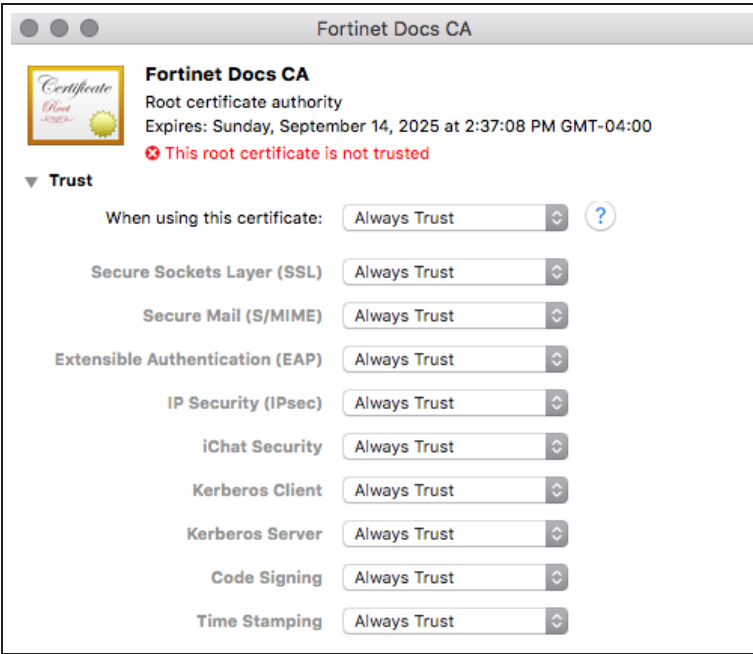 Fortinet Docs CA
Certificate
Root
Fortinet Docs CA
Root certificate authority
Expires: Sunday, September 14, 2025 at 2:37:08 PM GMT-04:00
This root certificate is not trusted
Trust
When using this certificate: Always Trust ?
Secure Sockets Layer (SSL) Always Trust
Secure Mail (S/MIME) Always Trust
Extensible Authentication (EAP) Always Trust
IP Security (IPsec) Always Trust
iChat Security Always Trust
Kerberos Client Always Trust
Kerberos Server Always Trust
Code Signing Always Trust
Time Stamping Always Trust